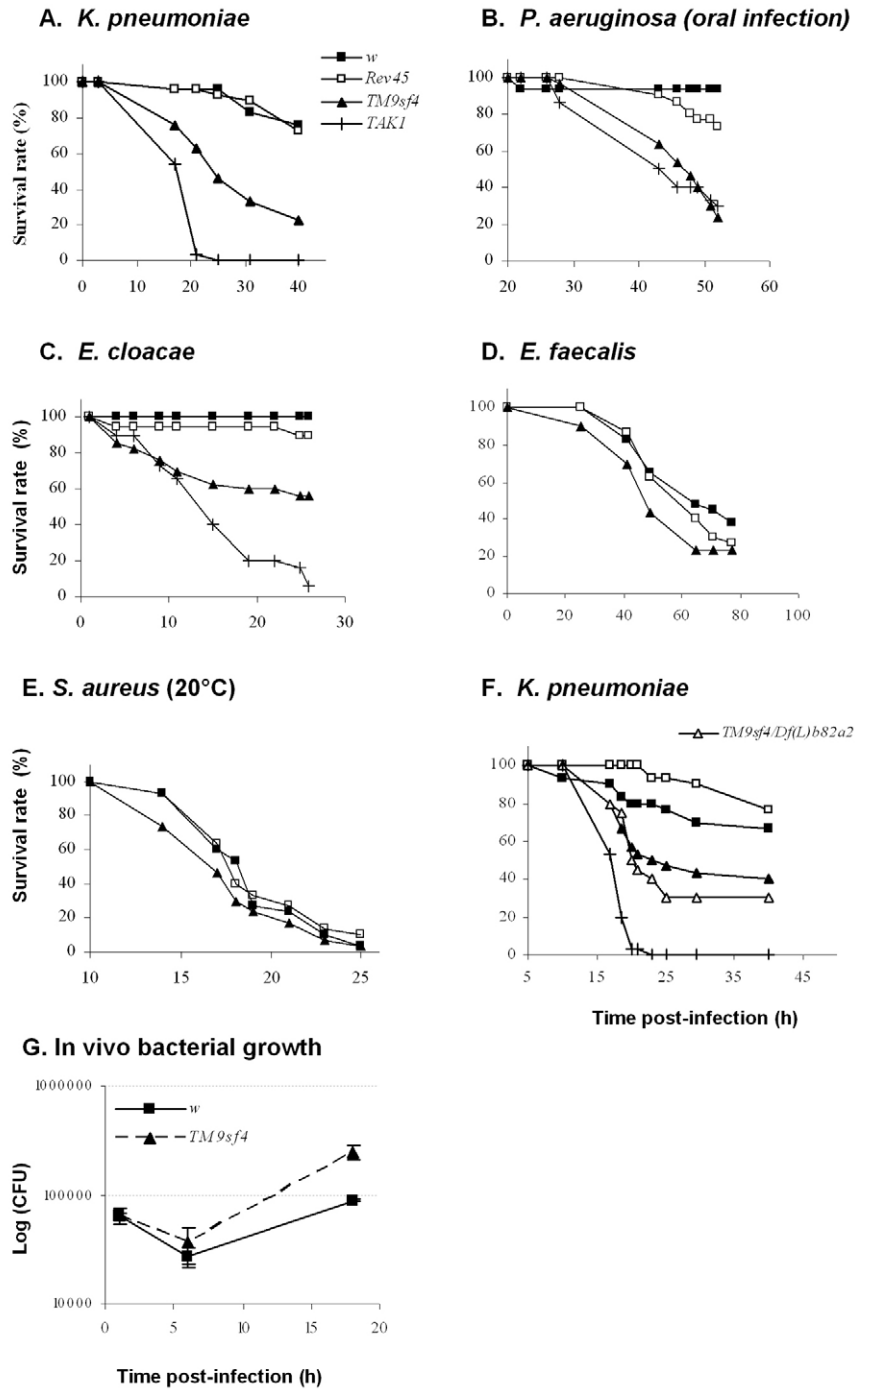 A. K. pneumoniae
w
Rev45
TM9sf4
TAK1
Survival rate (%)
100
80
60
40
20
0
0 10 20 30 40
B. P. aeruginosa (oral infection)
100
80
60
40
20
0
20 30 40 50 60
C. E. cloacae
Survival rate (%)
100
80
60
40
20
0
0 10 20 30
D. E. faecalis
100
80
60
40
20
0
0 20 40 60 80 100
E. S. aureus (20°C)
Survival rate (%)
100
80
60
40
20
0
10 15 20 25
F. K. pneumoniae
TM9sf4/Df(L)b82a2
100
80
60
40
20
0
5 15 25 35 45
Time post-infection (h)
G. In vivo bacterial growth
w
TM9sf4
Log (CFU)
1000000
100000
10000
0 5 10 15 20
Time post-infection (h)